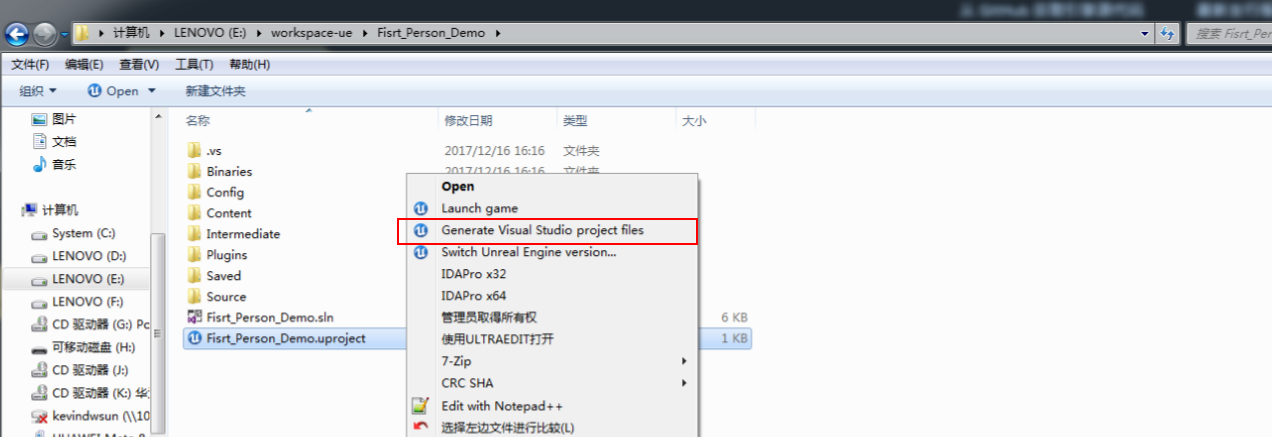 计算机 LENOVO (E:) workspace-ue Fisrt_Person_Demo
搜索 Fisrt_Per
文件(F) 编辑(E) 查看(V) 工具(T) 帮助(H)
组织 Open 新建文件夹
图片
文档
音乐
计算机
System (C:)
LENOVO (D:)
LENOVO (E:)
LENOVO (F:)
CD 驱动器 (G:) Pc
可移动磁盘 (H:)
CD 驱动器 (J:)
CD 驱动器 (K:) 华
kevindwsun (\\10
HUAWEI Mate 8
名称 修改日期 类型 大小
.vs 2017/12/16 16:16 文件夹
Binaries 2017/12/16 16:16 文件夹
Config
Content
Intermediate
Plugins
Saved
Source
Fisrt_Person_Demo.sln 6 KB
Fisrt_Person_Demo.uproject 1 KB
Open
Launch game
Generate Visual Studio project files
Switch Unreal Engine version...
IDAPro x32
IDAPro x64
管理员取得所有权
使用ULTRAEDIT打开
7-Zip
CRC SHA
Edit with Notepad++
选择左边文件进行比较(L)